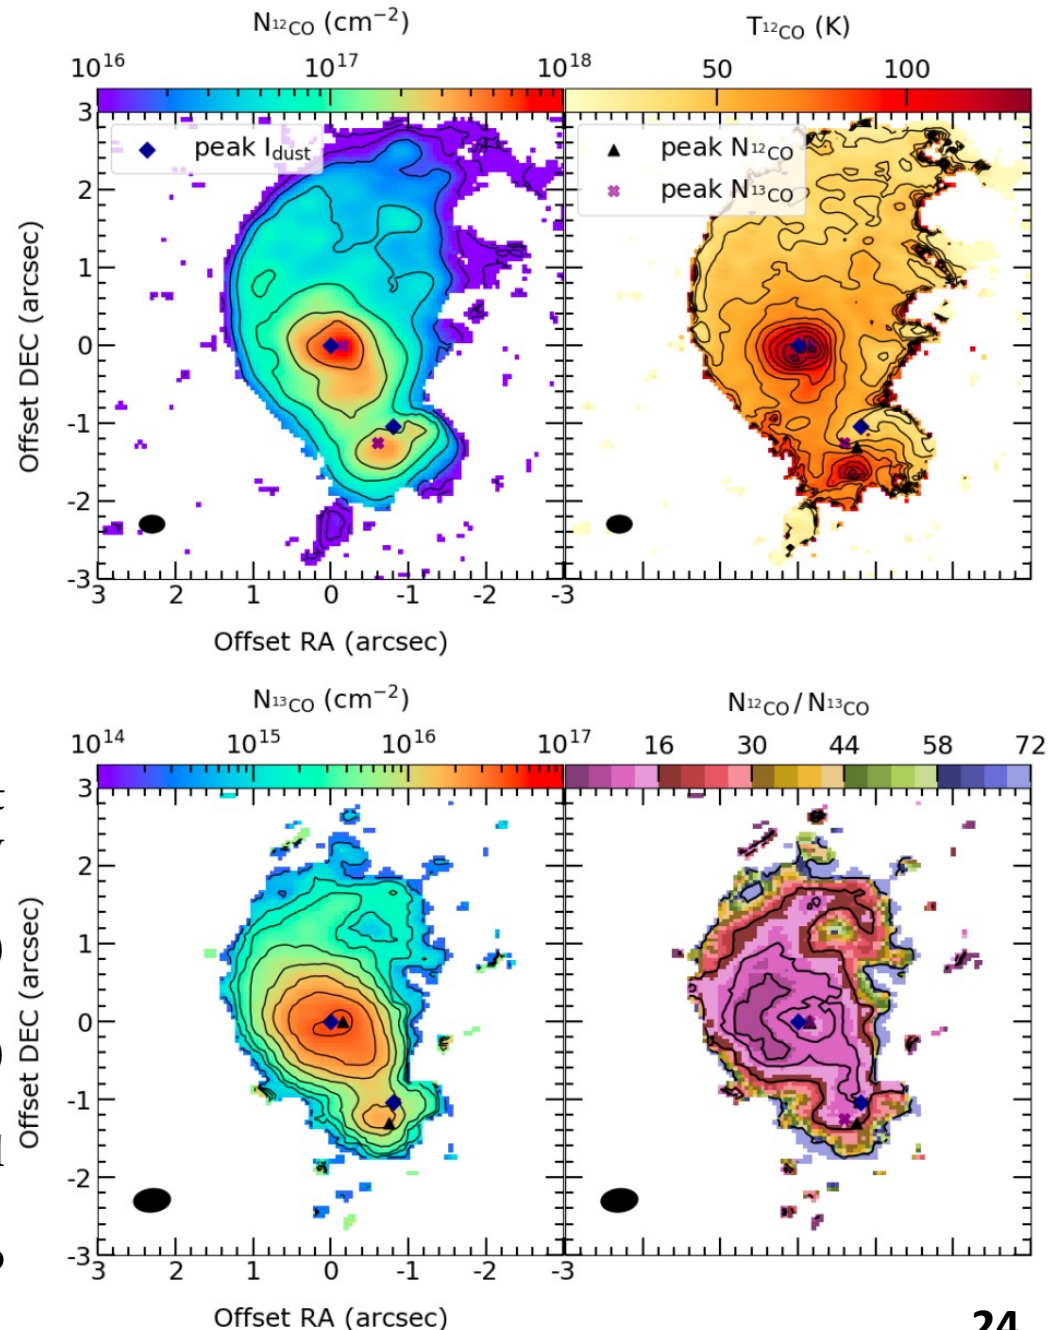 N12CO (cm−2)
T12CO (K)
10^16 10^17 10^18 50 100
peak Idust
peak N12CO
peak N13CO
3
2
1
0
-1
-2
-3
Offset DEC (arcsec)
3 2 1 0 -1 -2 -3
Offset RA (arcsec)
N13CO (cm−2)
N12CO / N13CO
10^14 10^15 10^16 10^17 16 30 44 58 72
3
2
1
0
-1
-2
-3
Offset DEC (arcsec)
3 2 1 0 -1 -2 -3
Offset RA (arcsec)
24